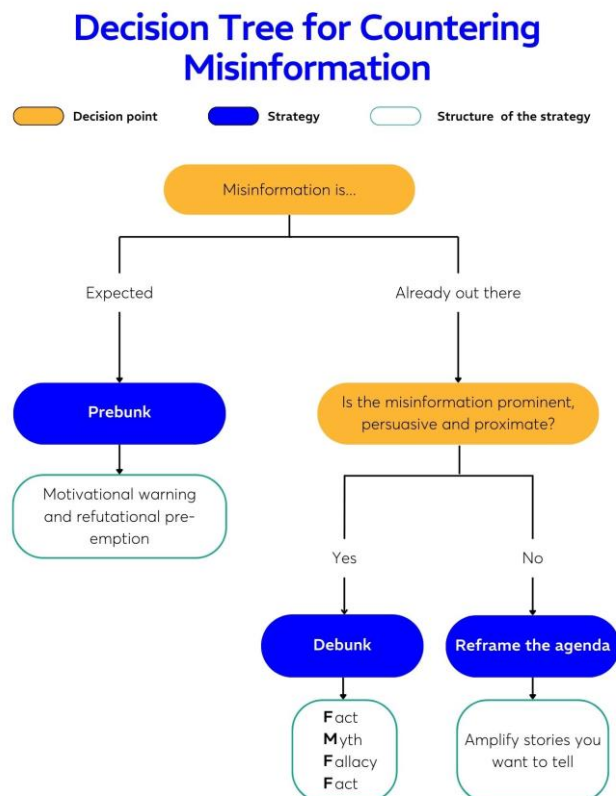 Decision Tree for Countering
Misinformation
Decision point
Strategy
Structure of the strategy
Misinformation is...
Expected
Already out there
Prebunk
Is the misinformation prominent,
persuasive and proximate?
Motivational warning
and refutational pre-
emption
Yes
No
Debunk
Reframe the agenda
Fact
Myth
Fallacy
Fact
Amplify stories you
want to tell